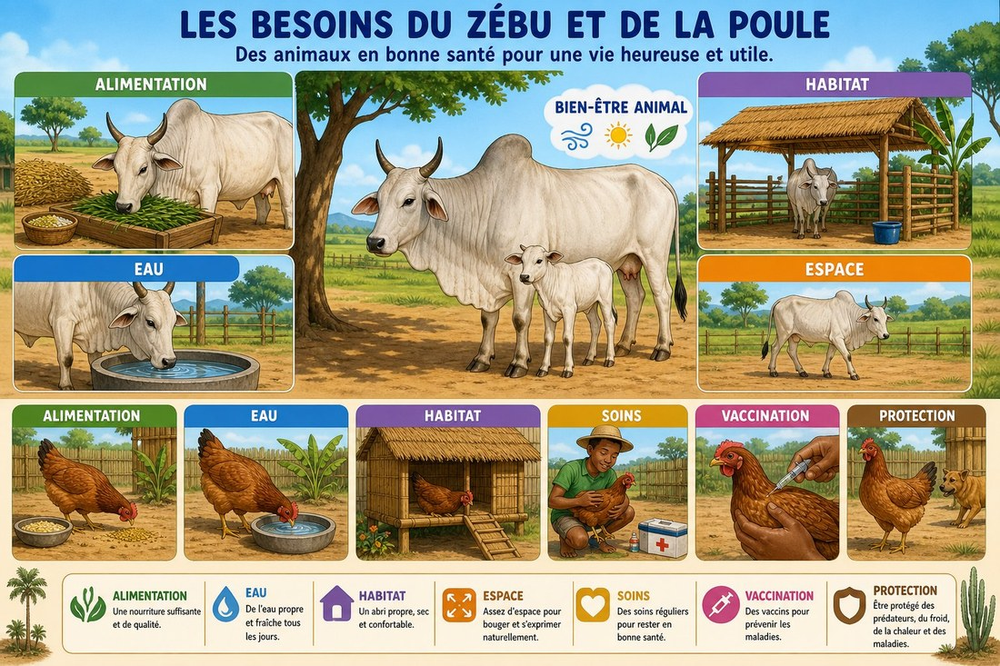 LES BESOINS DU ZÉBU ET DE LA POULE
Des animaux en bonne santé pour une vie heureuse et utile.
ALIMENTATION
BIEN-ÊTRE ANIMAL
HABITAT
EAU
ESPACE
ALIMENTATION
EAU
HABITAT
SOINS
VACCINATION
PROTECTION
ALIMENTATION
Une nourriture suffisante
et de qualité.
EAU
De l'eau propre
et fraîche tous
les jours.
HABITAT
Un abri propre, sec
et confortable.
ESPACE
Assez d'espace pour
bouger et s'exprimer
naturellement.
SOINS
Des soins réguliers
pour rester en
bonne santé.
VACCINATION
Des vaccins pour
prévenir les
maladies.
PROTECTION
Être protégé des
prédateurs, du froid,
de la chaleur et des
maladies.